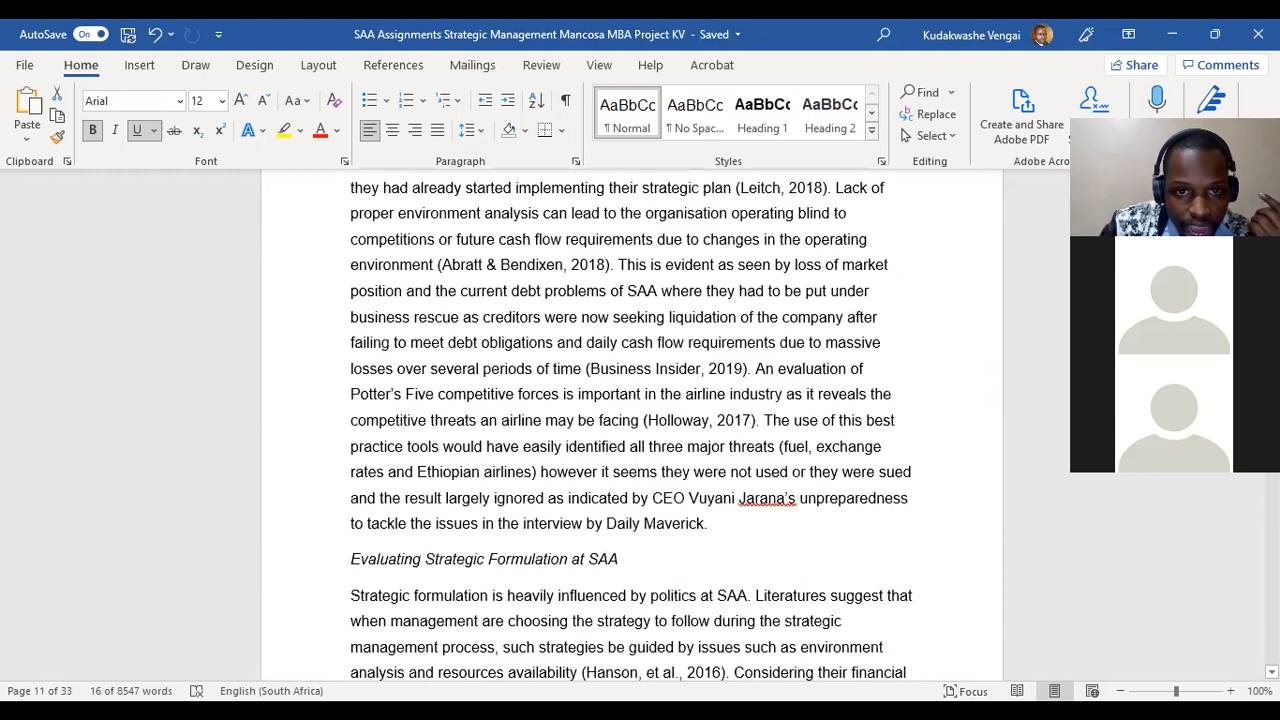 AutoSave On SAA Assignments Strategic Management Mancosa MBA Project KV - Saved Kudakwashe Vengai
File Home Insert Draw Design Layout References Mailings Review View Help Acrobat Share Comments
Arial 12 Aa AaBbCc AaBbCc AaBbCc AaBbCc Find
Paste Replace Create and Share
B I U ab x₂ x² A A ¶ Normal ¶ No Spac... Heading 1 Heading 2 Select Adobe PDF
Clipboard Font Paragraph Styles Editing Adobe Acro
they had already started implementing their strategic plan (Leitch, 2018). Lack of
proper environment analysis can lead to the organisation operating blind to
competitions or future cash flow requirements due to changes in the operating
environment (Abratt & Bendixen, 2018). This is evident as seen by loss of market
position and the current debt problems of SAA where they had to be put under
business rescue as creditors were now seeking liquidation of the company after
failing to meet debt obligations and daily cash flow requirements due to massive
losses over several periods of time (Business Insider, 2019). An evaluation of
Potter's Five competitive forces is important in the airline industry as it reveals the
competitive threats an airline may be facing (Holloway, 2017). The use of this best
practice tools would have easily identified all three major threats (fuel, exchange
rates and Ethiopian airlines) however it seems they were not used or they were sued
and the result largely ignored as indicated by CEO Vuyani Jarana's unpreparedness
to tackle the issues in the interview by Daily Maverick.
Evaluating Strategic Formulation at SAA
Strategic formulation is heavily influenced by politics at SAA. Literatures suggest that
when management are choosing the strategy to follow during the strategic
management process, such strategies be guided by issues such as environment
analysis and resources availability (Hanson, et al., 2016). Considering their financial
Page 11 of 33 16 of 8547 words English (South Africa) Focus 100%